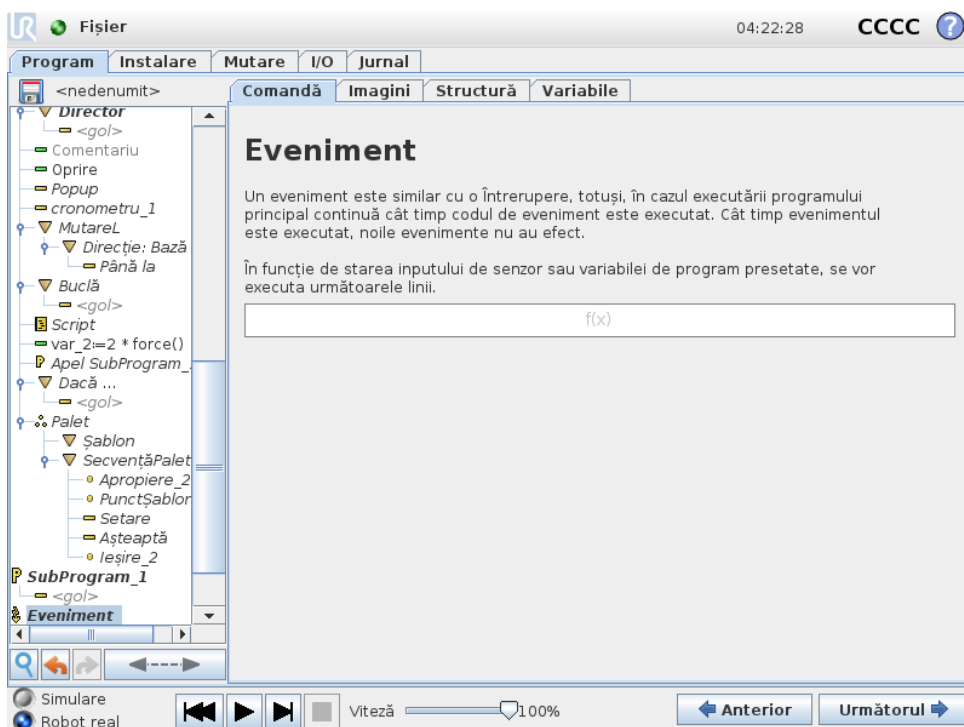 Fișier
04:22:28
CCCC
?
Program
Instalare
Mutare
I/O
Jurnal
<nedenumit>
Comandă
Imagini
Structură
Variabile
Director
<gol>
Comentariu
Oprire
Popup
cronometru_1
MutareL
Direcție: Bază
Până la
Buclă
<gol>
Script
var_2:=2 * force()
Apel SubProgram_
Dacă ...
<gol>
Palet
Șablon
SecvențăPalet
Apropiere_2
PunctȘablon
Setare
Așteaptă
Ieșire_2
SubProgram_1
<gol>
Eveniment
Eveniment
Un eveniment este similar cu o Întrerupere, totuși, în cazul executării programului
principal continuă cât timp codul de eveniment este executat. Cât timp evenimentul
este executat, noile evenimente nu au efect.
În funcție de starea inputului de senzor sau variabilei de program presetate, se vor
executa următoarele linii.
f(x)
Simulare
Robot real
Viteză
100%
Anterior
Următorul